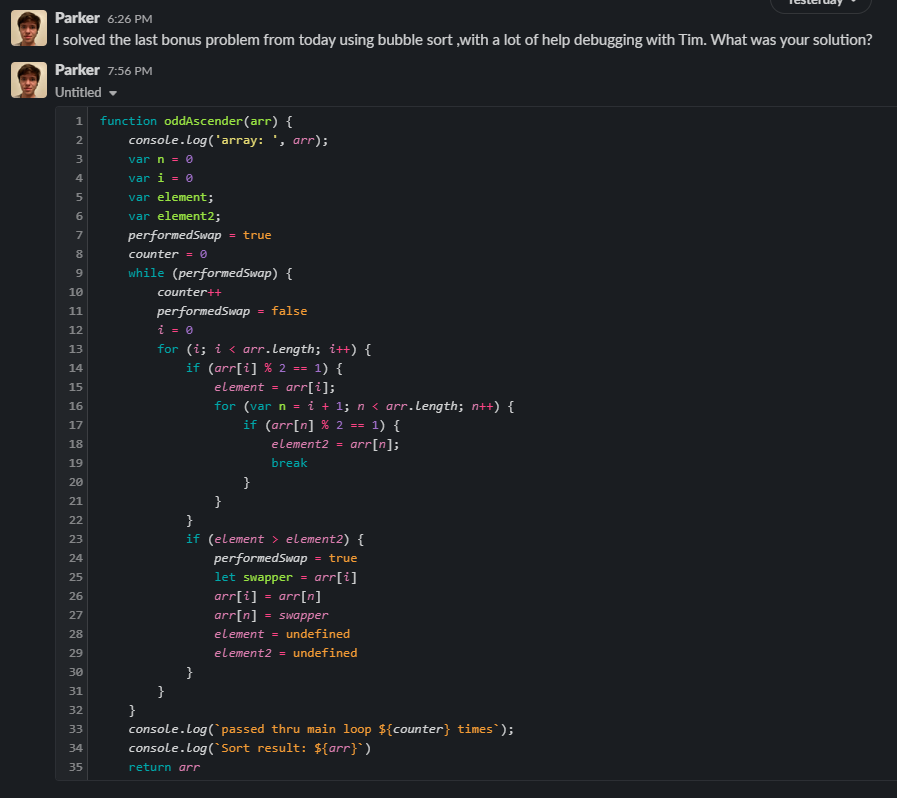 Yesterday
Parker 6:26 PM
I solved the last bonus problem from today using bubble sort ,with a lot of help debugging with Tim. What was your solution?
Parker 7:56 PM
Untitled
1 function oddAscender(arr) {
2 console.log('array: ', arr);
3 var n = 0
4 var i = 0
5 var element;
6 var element2;
7 performedSwap = true
8 counter = 0
9 while (performedSwap) {
10 counter++
11 performedSwap = false
12 i = 0
13 for (i; i < arr.length; i++) {
14 if (arr[i] % 2 == 1) {
15 element = arr[i];
16 for (var n = i + 1; n < arr.length; n++) {
17 if (arr[n] % 2 == 1) {
18 element2 = arr[n];
19 break
20 }
21 }
22 }
23 if (element > element2) {
24 performedSwap = true
25 let swapper = arr[i]
26 arr[i] = arr[n]
27 arr[n] = swapper
28 element = undefined
29 element2 = undefined
30 }
31 }
32 }
33 console.log(`passed thru main loop ${counter} times`);
34 console.log(`Sort result: ${arr}`)
35 return arr